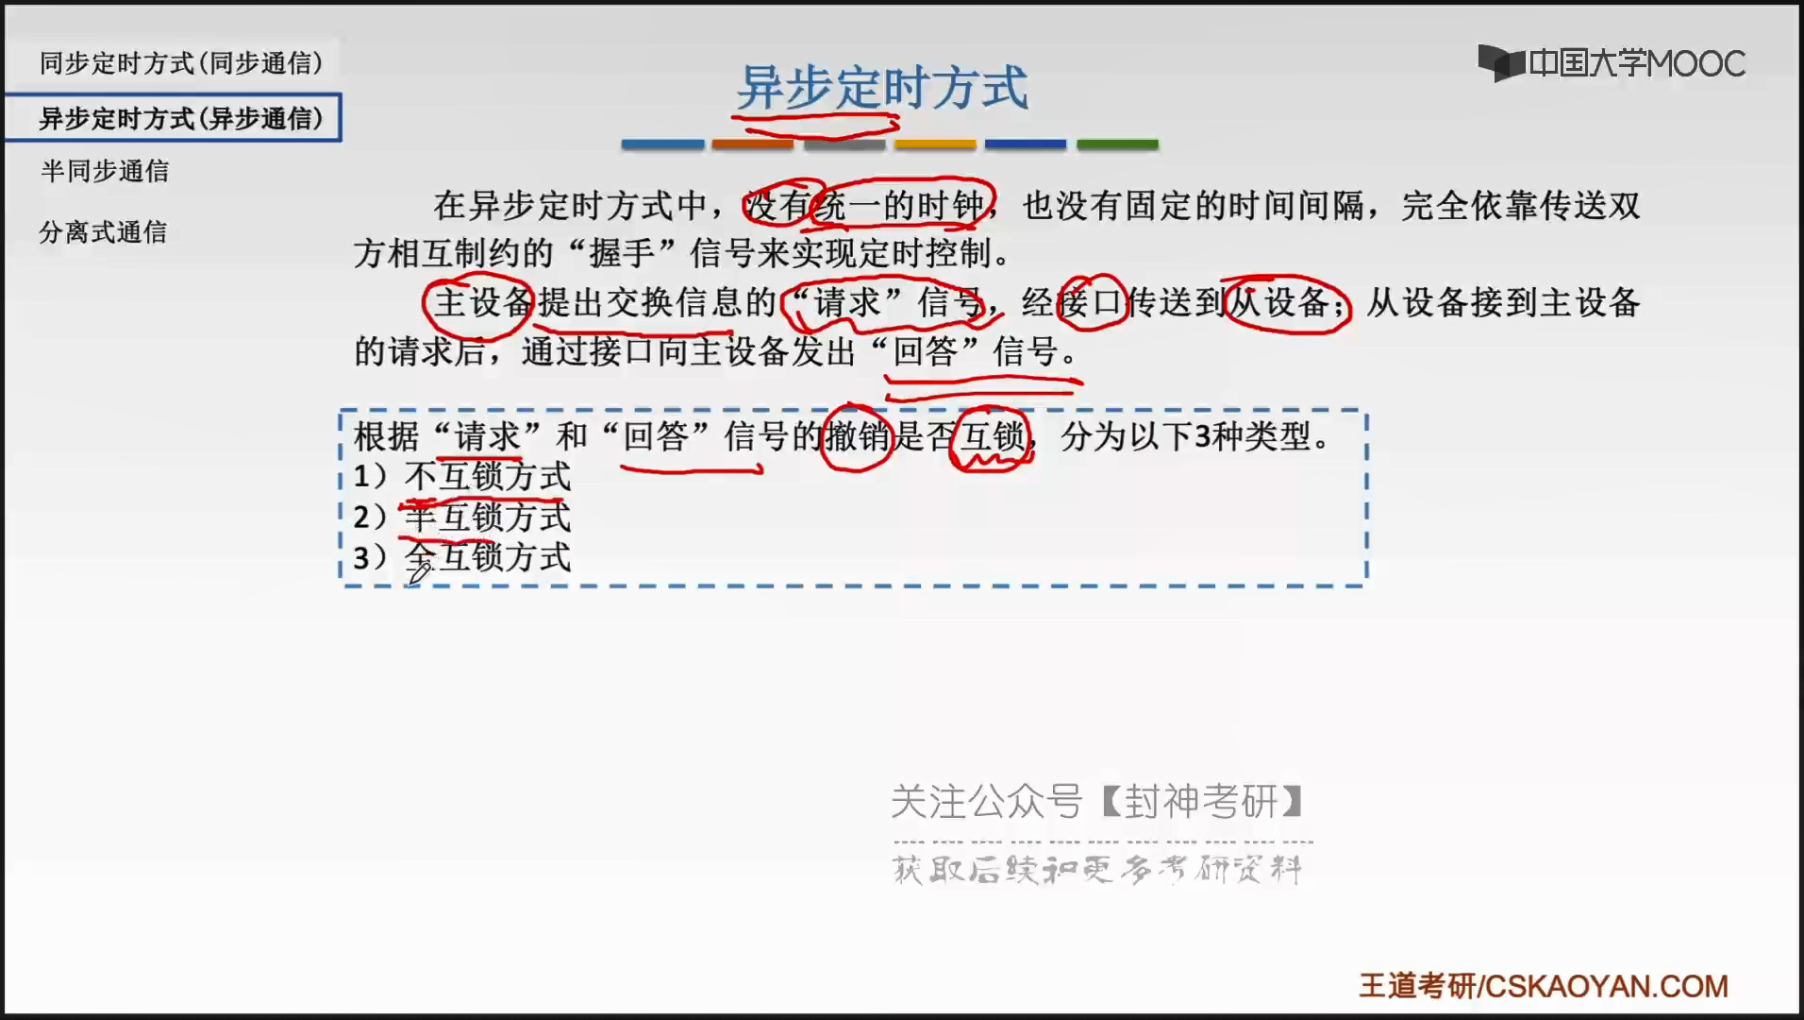 同步定时方式(同步通信)
异步定时方式(异步通信)
半同步通信
分离式通信
异步定时方式
中国大学MOOC
在异步定时方式中，没有统一的时钟，也没有固定的时间间隔，完全依靠传送双
方相互制约的“握手”信号来实现定时控制。
主设备提出交换信息的“请求”信号，经接口传送到从设备；从设备接到主设备
的请求后，通过接口向主设备发出“回答”信号。
根据“请求”和“回答”信号的撤销是否互锁，分为以下3种类型。
1）不互锁方式
2）半互锁方式
3）全互锁方式
关注公众号【封神考研】
获取后续和更多考研资料
王道考研/CSKAOYAN.COM